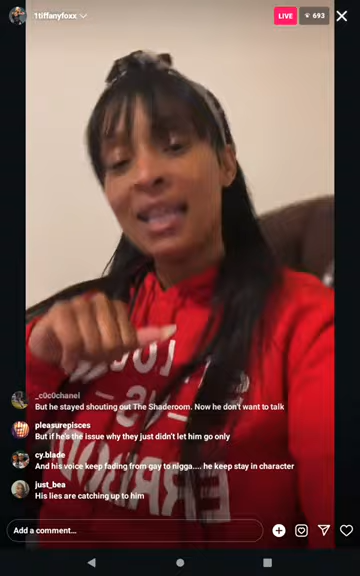 1tiffanyfoxx
LIVE
693
_c0c0chanel
But he stayed shouting out The Shaderoom. Now he don't want to talk
pleasurepisces
But if he's the issue why they just didn't let him go only
cy.blade
And his voice keep fading from gay to nigga.... he keep stay in character
just_bea
His lies are catching up to him
Add a comment...